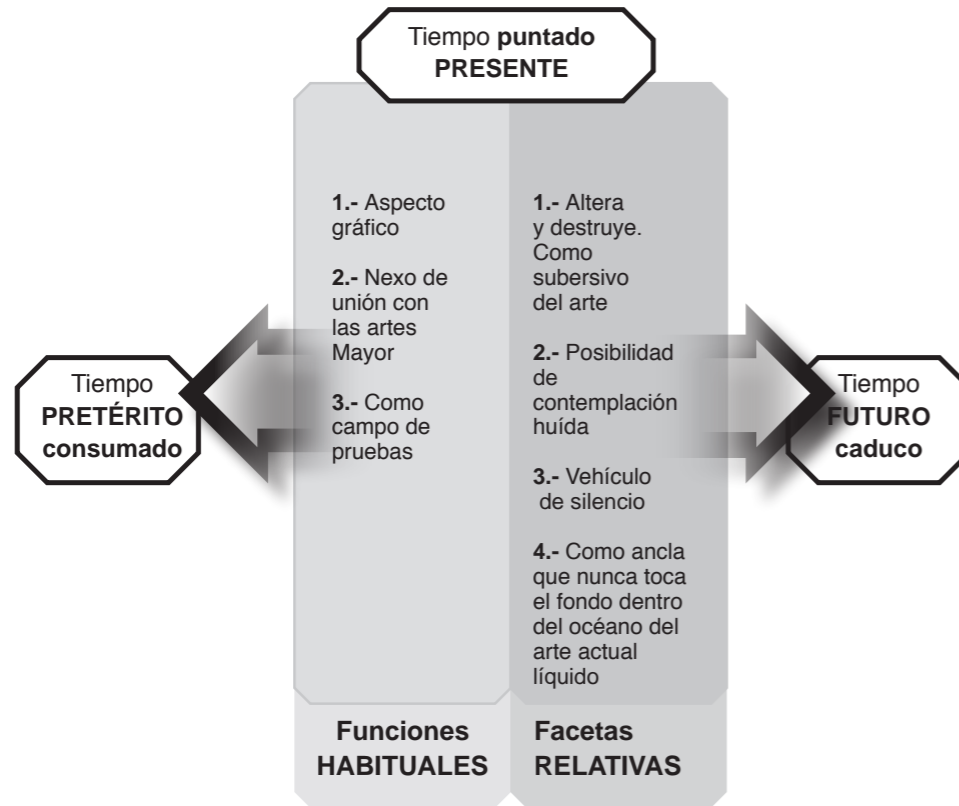 Tiempo puntado
PRESENTE
1.- Aspecto
gráfico
2.- Nexo de
unión con
las artes
Mayor
3.- Como
campo de
pruebas
1.- Altera
y destruye.
Como
subersivo
del arte
2.- Posibilidad
de
contemplación
huída
3.- Vehículo
de silencio
4.- Como ancla
que nunca toca
el fondo dentro
del océano del
arte actual
líquido
Tiempo
PRETÉRITO
consumado
Tiempo
FUTURO
caduco
Funciones
HABITUALES
Facetas
RELATIVAS